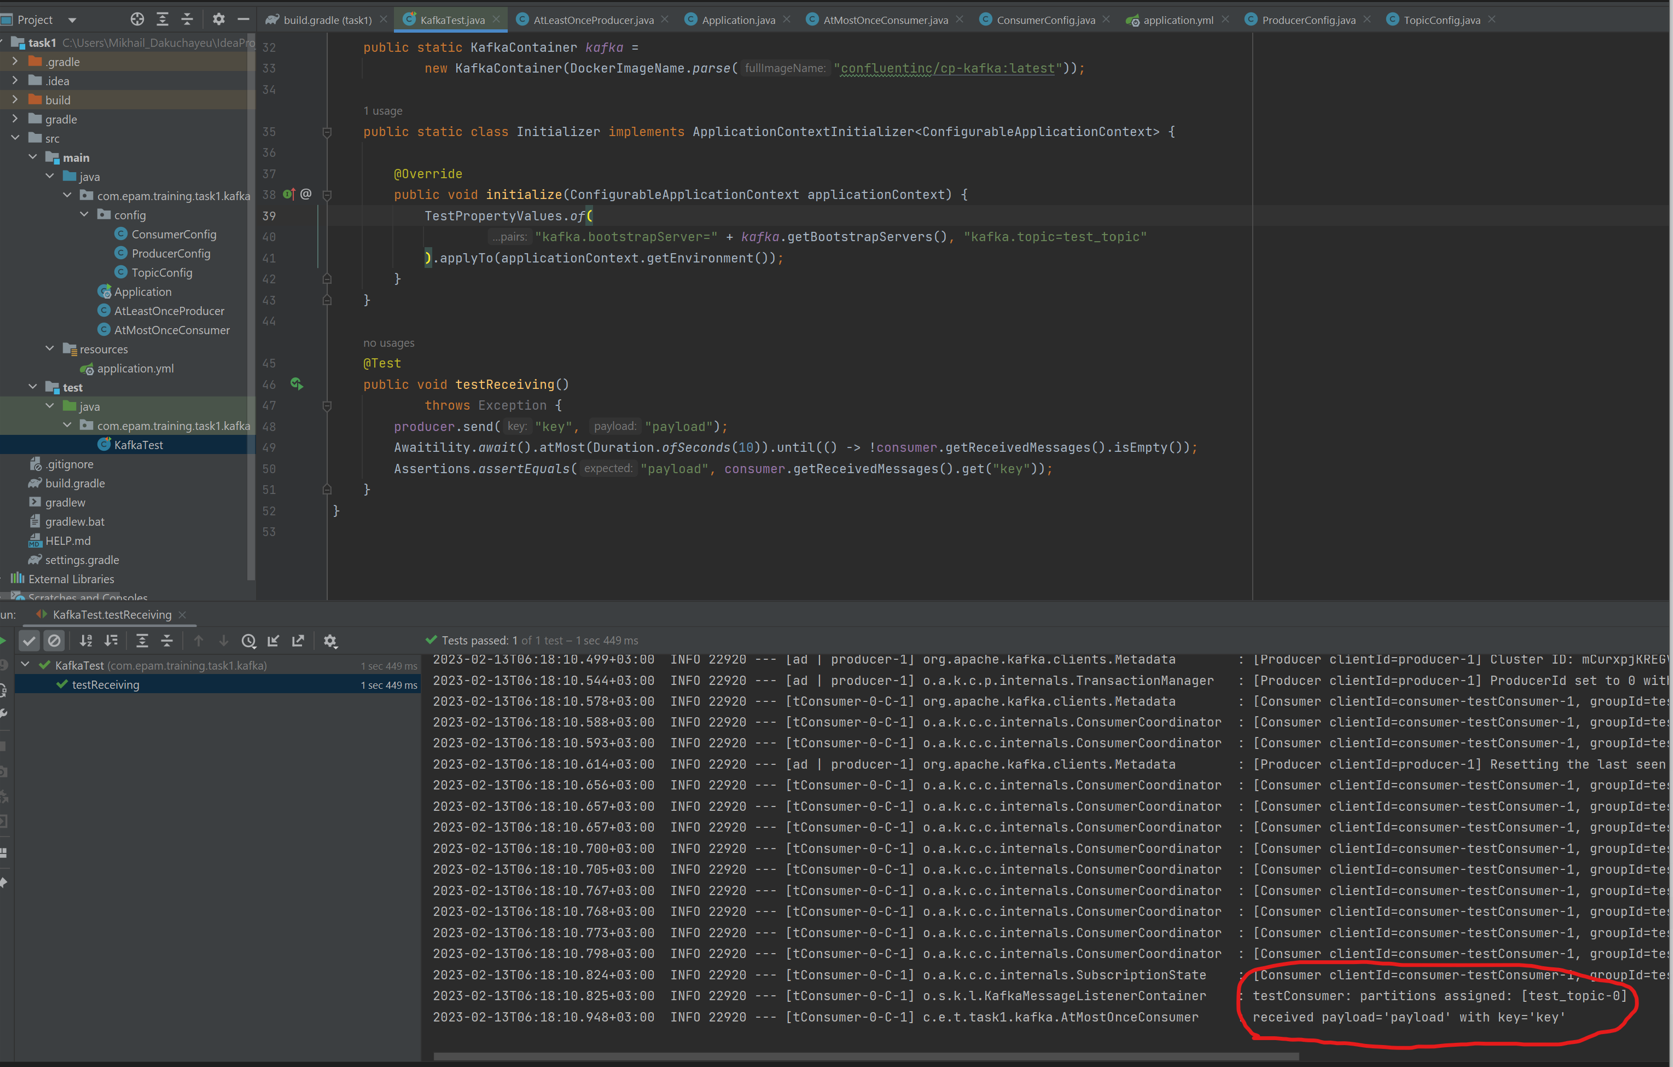 Project
build.gradle (task1)
KafkaTest.java
AtLeastOnceProducer.java
Application.java
AtMostOnceConsumer.java
ConsumerConfig.java
application.yml
ProducerConfig.java
TopicConfig.java
task1 C:\Users\Mikhail_Dakuchayeu\IdeaPro
.gradle
.idea
build
gradle
src
main
java
com.epam.training.task1.kafka
config
ConsumerConfig
ProducerConfig
TopicConfig
Application
AtLeastOnceProducer
AtMostOnceConsumer
resources
application.yml
test
java
com.epam.training.task1.kafka
KafkaTest
.gitignore
build.gradle
gradlew
gradlew.bat
HELP.md
settings.gradle
External Libraries
Scratches and Consoles
32 public static KafkaContainer kafka =
33 new KafkaContainer(DockerImageName.parse( fullImageName: "confluentinc/cp-kafka:latest"));
34
1 usage
35 public static class Initializer implements ApplicationContextInitializer<ConfigurableApplicationContext> {
36
37 @Override
38 @ public void initialize(ConfigurableApplicationContext applicationContext) {
39 TestPropertyValues.of(
40 ...pairs: "kafka.bootstrapServer=" + kafka.getBootstrapServers(), "kafka.topic=test_topic"
41 ).applyTo(applicationContext.getEnvironment());
42 }
43 }
44
no usages
45 @Test
46 public void testReceiving()
47 throws Exception {
48 producer.send( key: "key", payload: "payload");
49 Awaitility.await().atMost(Duration.ofSeconds(10)).until(() -> !consumer.getReceivedMessages().isEmpty());
50 Assertions.assertEquals( expected: "payload", consumer.getReceivedMessages().get("key"));
51 }
52 }
53
un: KafkaTest.testReceiving
Tests passed: 1 of 1 test – 1 sec 449 ms
KafkaTest (com.epam.training.task1.kafka) 1 sec 449 ms
testReceiving 1 sec 449 ms
2023-02-13T06:18:10.499+03:00 INFO 22920 --- [ad | producer-1] org.apache.kafka.clients.Metadata : [Producer clientId=producer-1] Cluster ID: mCurxpjKREGV
2023-02-13T06:18:10.544+03:00 INFO 22920 --- [ad | producer-1] o.a.k.c.p.internals.TransactionManager : [Producer clientId=producer-1] ProducerId set to 0 with
2023-02-13T06:18:10.578+03:00 INFO 22920 --- [tConsumer-0-C-1] org.apache.kafka.clients.Metadata : [Consumer clientId=consumer-testConsumer-1, groupId=tes
2023-02-13T06:18:10.588+03:00 INFO 22920 --- [tConsumer-0-C-1] o.a.k.c.c.internals.ConsumerCoordinator : [Consumer clientId=consumer-testConsumer-1, groupId=tes
2023-02-13T06:18:10.593+03:00 INFO 22920 --- [tConsumer-0-C-1] o.a.k.c.c.internals.ConsumerCoordinator : [Consumer clientId=consumer-testConsumer-1, groupId=tes
2023-02-13T06:18:10.614+03:00 INFO 22920 --- [ad | producer-1] org.apache.kafka.clients.Metadata : [Producer clientId=producer-1] Resetting the last seen
2023-02-13T06:18:10.656+03:00 INFO 22920 --- [tConsumer-0-C-1] o.a.k.c.c.internals.ConsumerCoordinator : [Consumer clientId=consumer-testConsumer-1, groupId=tes
2023-02-13T06:18:10.657+03:00 INFO 22920 --- [tConsumer-0-C-1] o.a.k.c.c.internals.ConsumerCoordinator : [Consumer clientId=consumer-testConsumer-1, groupId=tes
2023-02-13T06:18:10.657+03:00 INFO 22920 --- [tConsumer-0-C-1] o.a.k.c.c.internals.ConsumerCoordinator : [Consumer clientId=consumer-testConsumer-1, groupId=tes
2023-02-13T06:18:10.700+03:00 INFO 22920 --- [tConsumer-0-C-1] o.a.k.c.c.internals.ConsumerCoordinator : [Consumer clientId=consumer-testConsumer-1, groupId=tes
2023-02-13T06:18:10.705+03:00 INFO 22920 --- [tConsumer-0-C-1] o.a.k.c.c.internals.ConsumerCoordinator : [Consumer clientId=consumer-testConsumer-1, groupId=tes
2023-02-13T06:18:10.767+03:00 INFO 22920 --- [tConsumer-0-C-1] o.a.k.c.c.internals.ConsumerCoordinator : [Consumer clientId=consumer-testConsumer-1, groupId=tes
2023-02-13T06:18:10.768+03:00 INFO 22920 --- [tConsumer-0-C-1] o.a.k.c.c.internals.ConsumerCoordinator : [Consumer clientId=consumer-testConsumer-1, groupId=tes
2023-02-13T06:18:10.773+03:00 INFO 22920 --- [tConsumer-0-C-1] o.a.k.c.c.internals.ConsumerCoordinator : [Consumer clientId=consumer-testConsumer-1, groupId=tes
2023-02-13T06:18:10.798+03:00 INFO 22920 --- [tConsumer-0-C-1] o.a.k.c.c.internals.ConsumerCoordinator : [Consumer clientId=consumer-testConsumer-1, groupId=tes
2023-02-13T06:18:10.824+03:00 INFO 22920 --- [tConsumer-0-C-1] o.a.k.c.c.internals.SubscriptionState : [Consumer clientId=consumer-testConsumer-1, groupId=tes
2023-02-13T06:18:10.825+03:00 INFO 22920 --- [tConsumer-0-C-1] o.s.k.l.KafkaMessageListenerContainer : testConsumer: partitions assigned: [test_topic-0]
2023-02-13T06:18:10.948+03:00 INFO 22920 --- [tConsumer-0-C-1] c.e.t.task1.kafka.AtMostOnceConsumer : received payload='payload' with key='key'